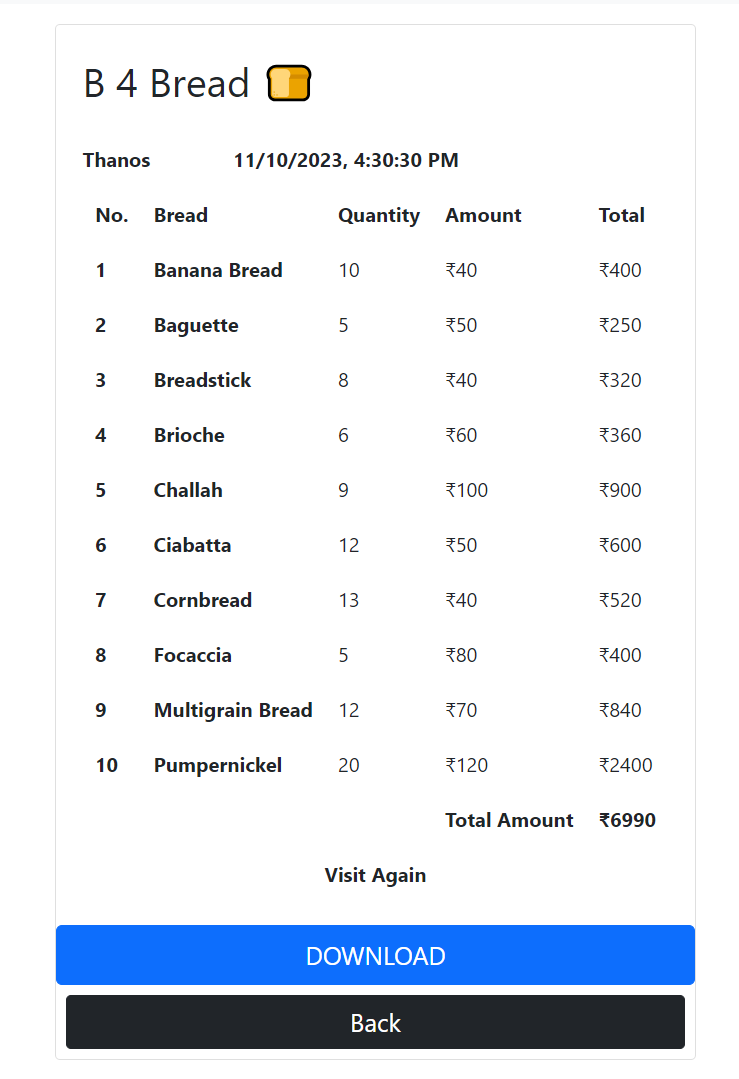 B 4 Bread
Thanos 11/10/2023, 4:30:30 PM
No. Bread Quantity Amount Total
1 Banana Bread 10 ₹40 ₹400
2 Baguette 5 ₹50 ₹250
3 Breadstick 8 ₹40 ₹320
4 Brioche 6 ₹60 ₹360
5 Challah 9 ₹100 ₹900
6 Ciabatta 12 ₹50 ₹600
7 Cornbread 13 ₹40 ₹520
8 Focaccia 5 ₹80 ₹400
9 Multigrain Bread 12 ₹70 ₹840
10 Pumpernickel 20 ₹120 ₹2400
Total Amount ₹6990
Visit Again
DOWNLOAD
Back